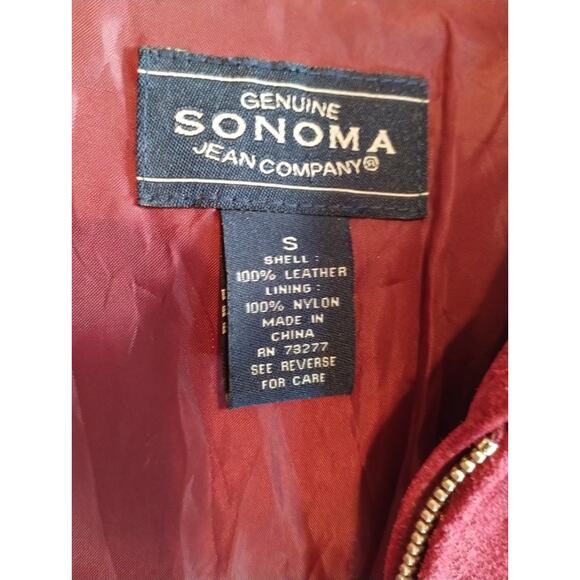 GENUINE
SONOMA
JEAN COMPANY®
S
SHELL:
100% LEATHER
LINING:
100% NYLON
MADE IN
CHINA
RN 73277
SEE REVERSE
FOR CARE